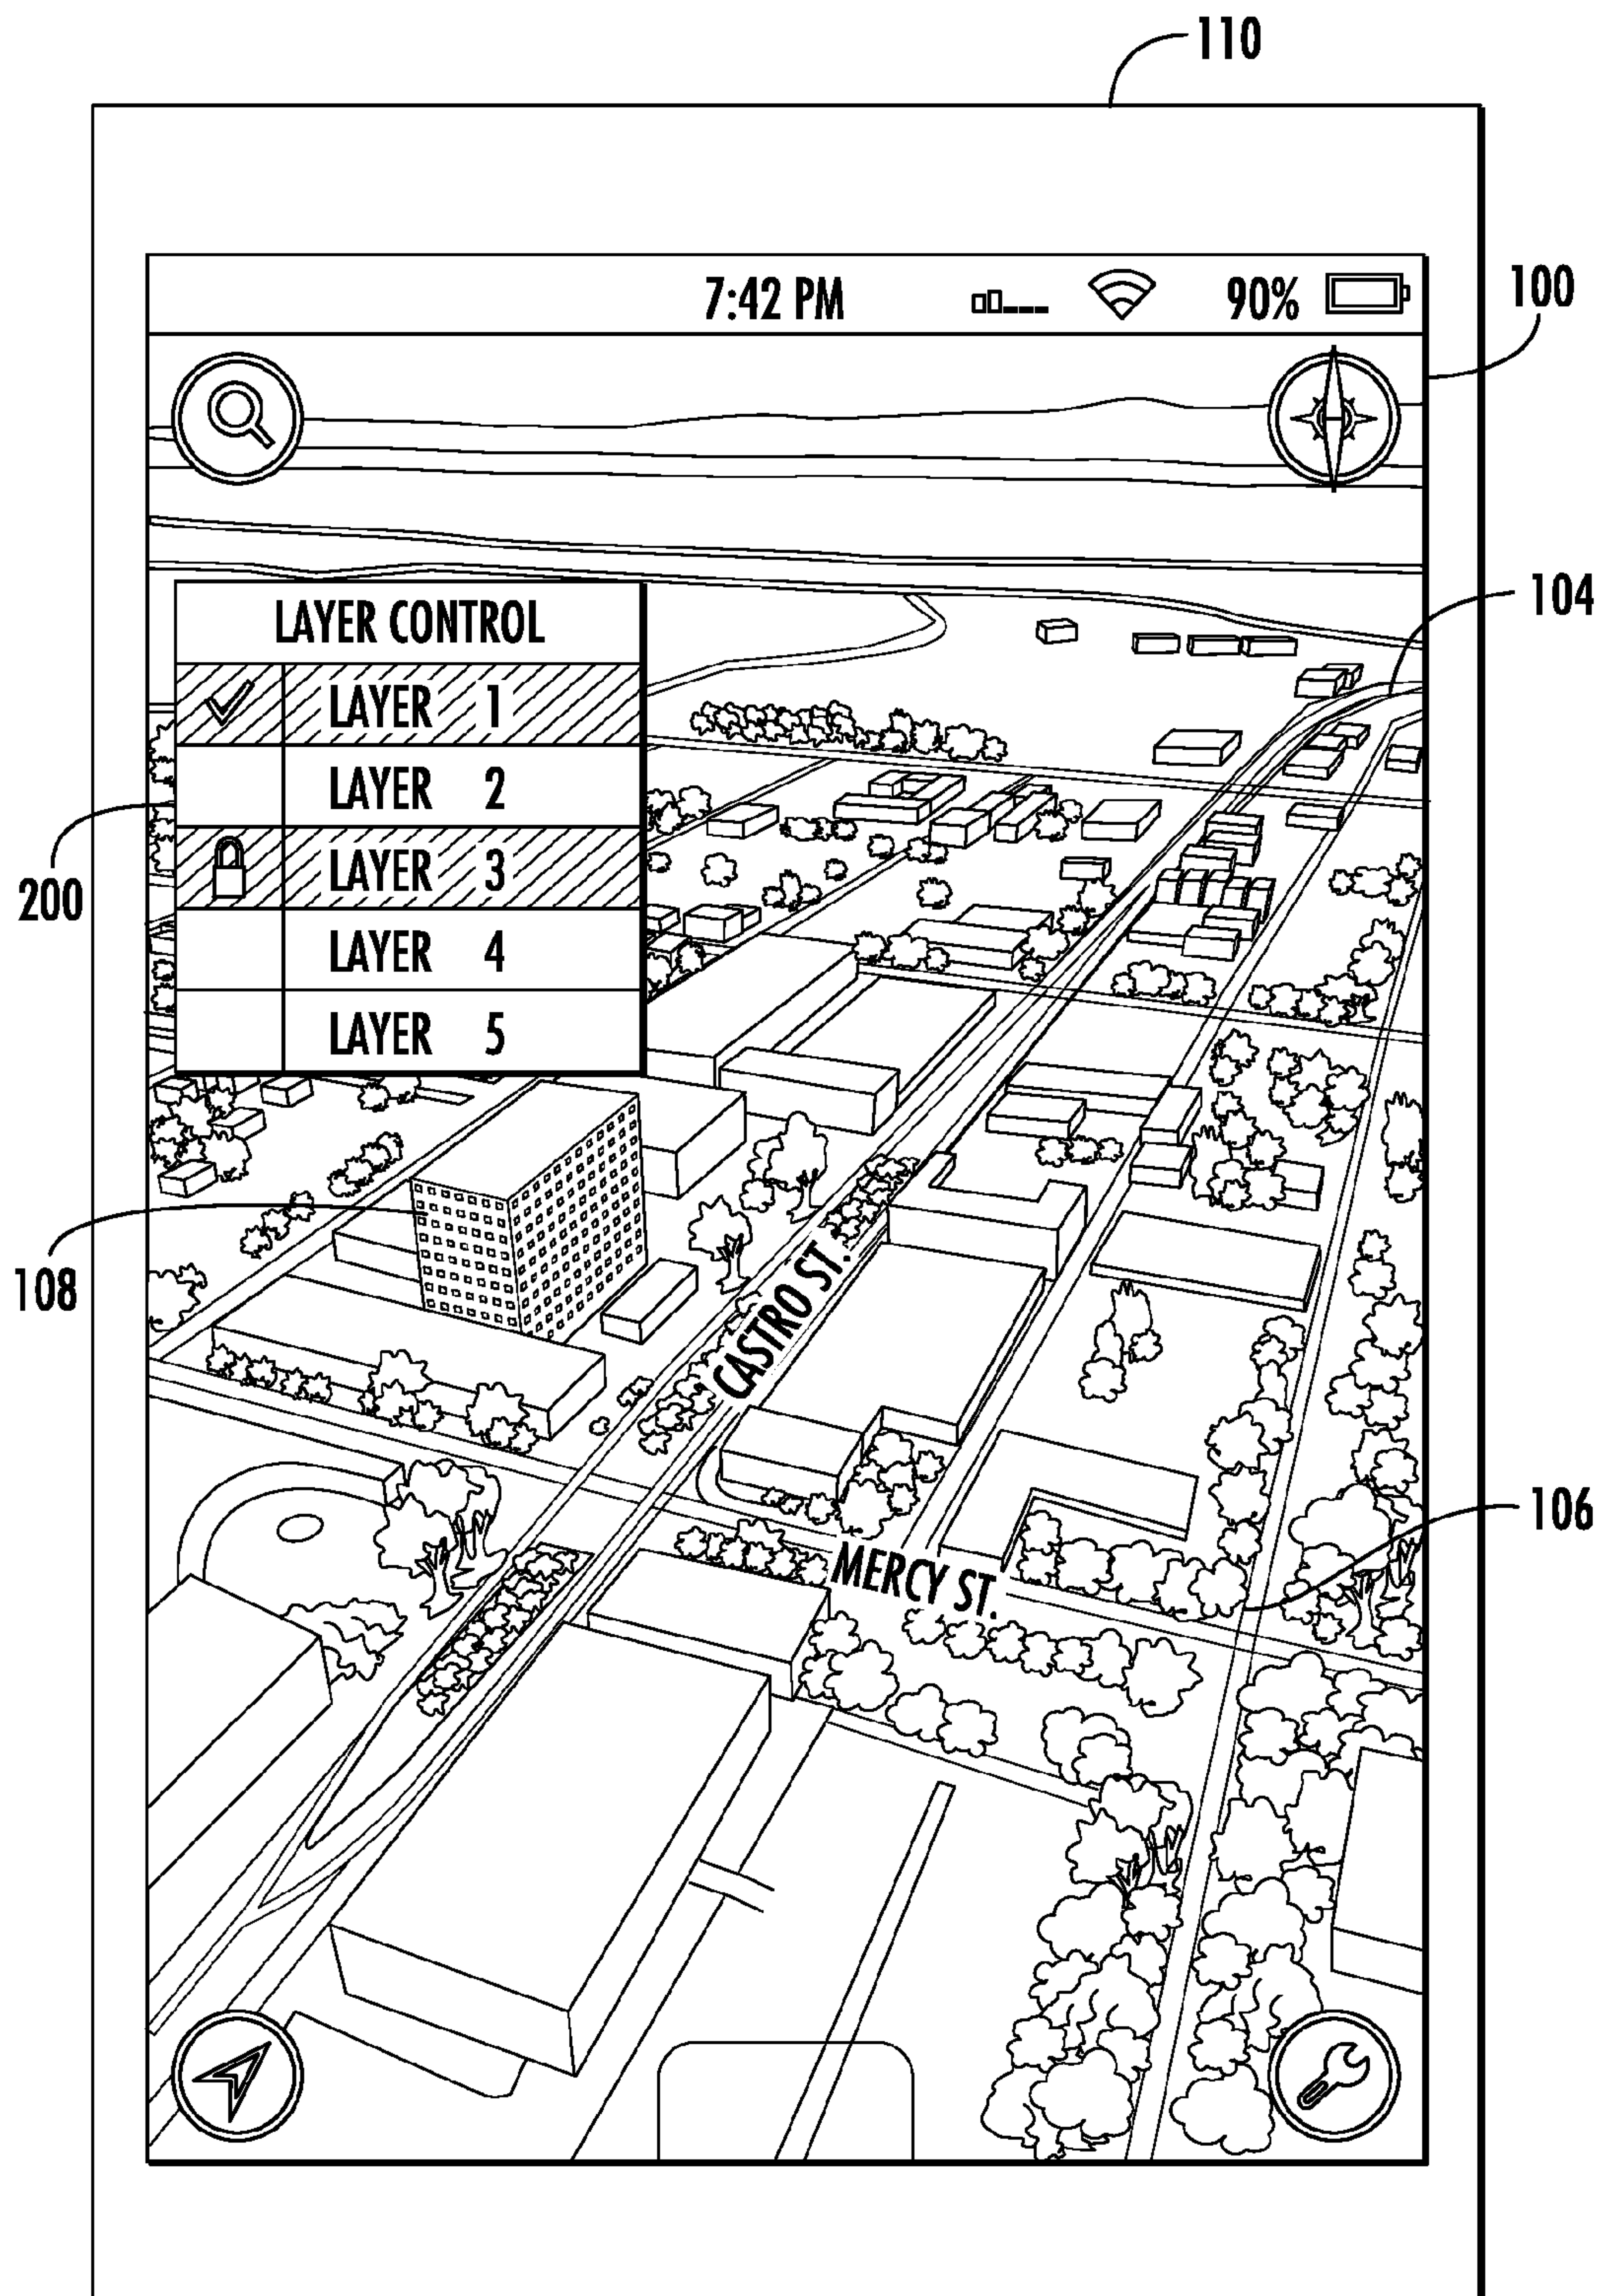 110
7:42 PM 90%
100
104
LAYER CONTROL
LAYER 1
LAYER 2
LAYER 3
LAYER 4
LAYER 5
200
108
CASTRO ST.
106
MERCY ST.